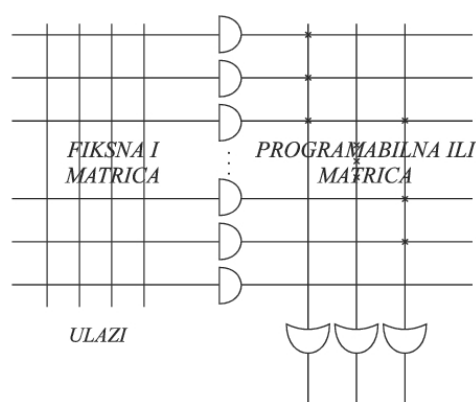 FIKSNA I
MATRICA
PROGRAMABILNA ILI
MATRICA
ULAZI